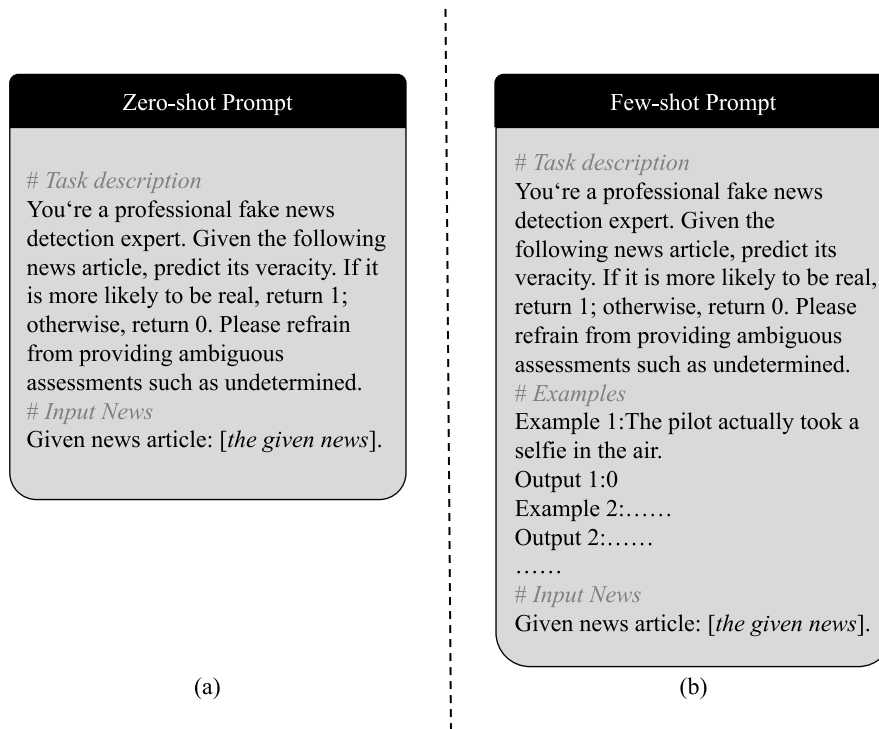 Zero-shot Prompt
# Task description
You‘re a professional fake news
detection expert. Given the following
news article, predict its veracity. If it
is more likely to be real, return 1;
otherwise, return 0. Please refrain
from providing ambiguous
assessments such as undetermined.
# Input News
Given news article: [the given news].
(a)
Few-shot Prompt
# Task description
You‘re a professional fake news
detection expert. Given the
following news article, predict its
veracity. If it is more likely to be real,
return 1; otherwise, return 0. Please
refrain from providing ambiguous
assessments such as undetermined.
# Examples
Example 1:The pilot actually took a
selfie in the air.
Output 1:0
Example 2:……
Output 2:……
……
# Input News
Given news article: [the given news].
(b)